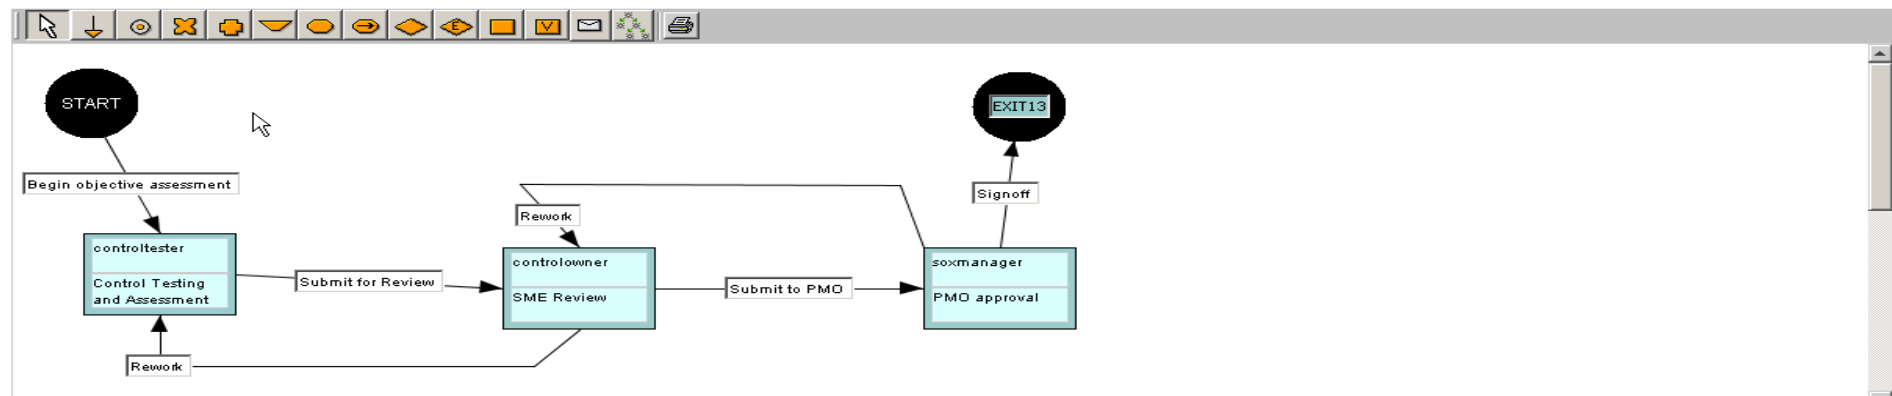 E
V
START
EXIT13
Begin objective assessment
Signoff
Rework
controltester
Control Testing
and Assessment
Submit for Review
controlowner
SME Review
Submit to PMO
soxmanager
PMO approval
Rework